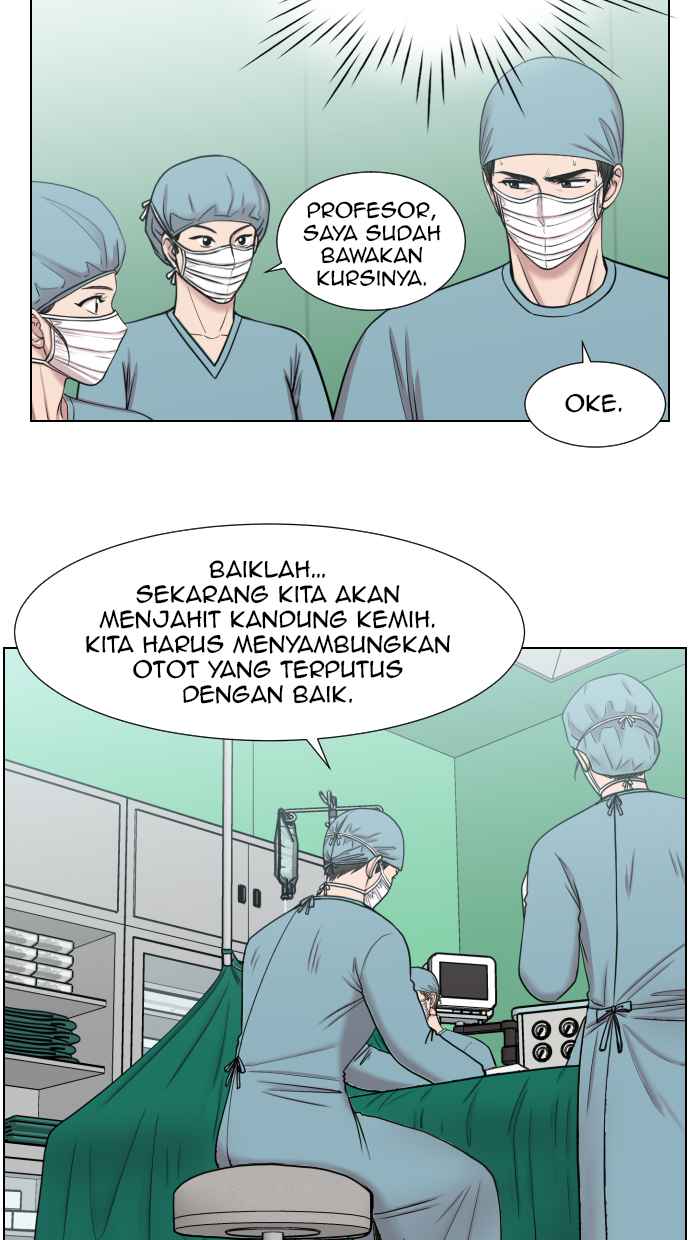 PROFESOR,
SAYA SUDAH
BAWAKAN
KURSINYA.
OKE.
BAIKLAH...
SEKARANG KITA AKAN
MENJAHIT KANDUNG KEMIH.
KITA HARUS MENYAMBUNGKAN
OTOT YANG TERPUTUS
DENGAN BAIK.